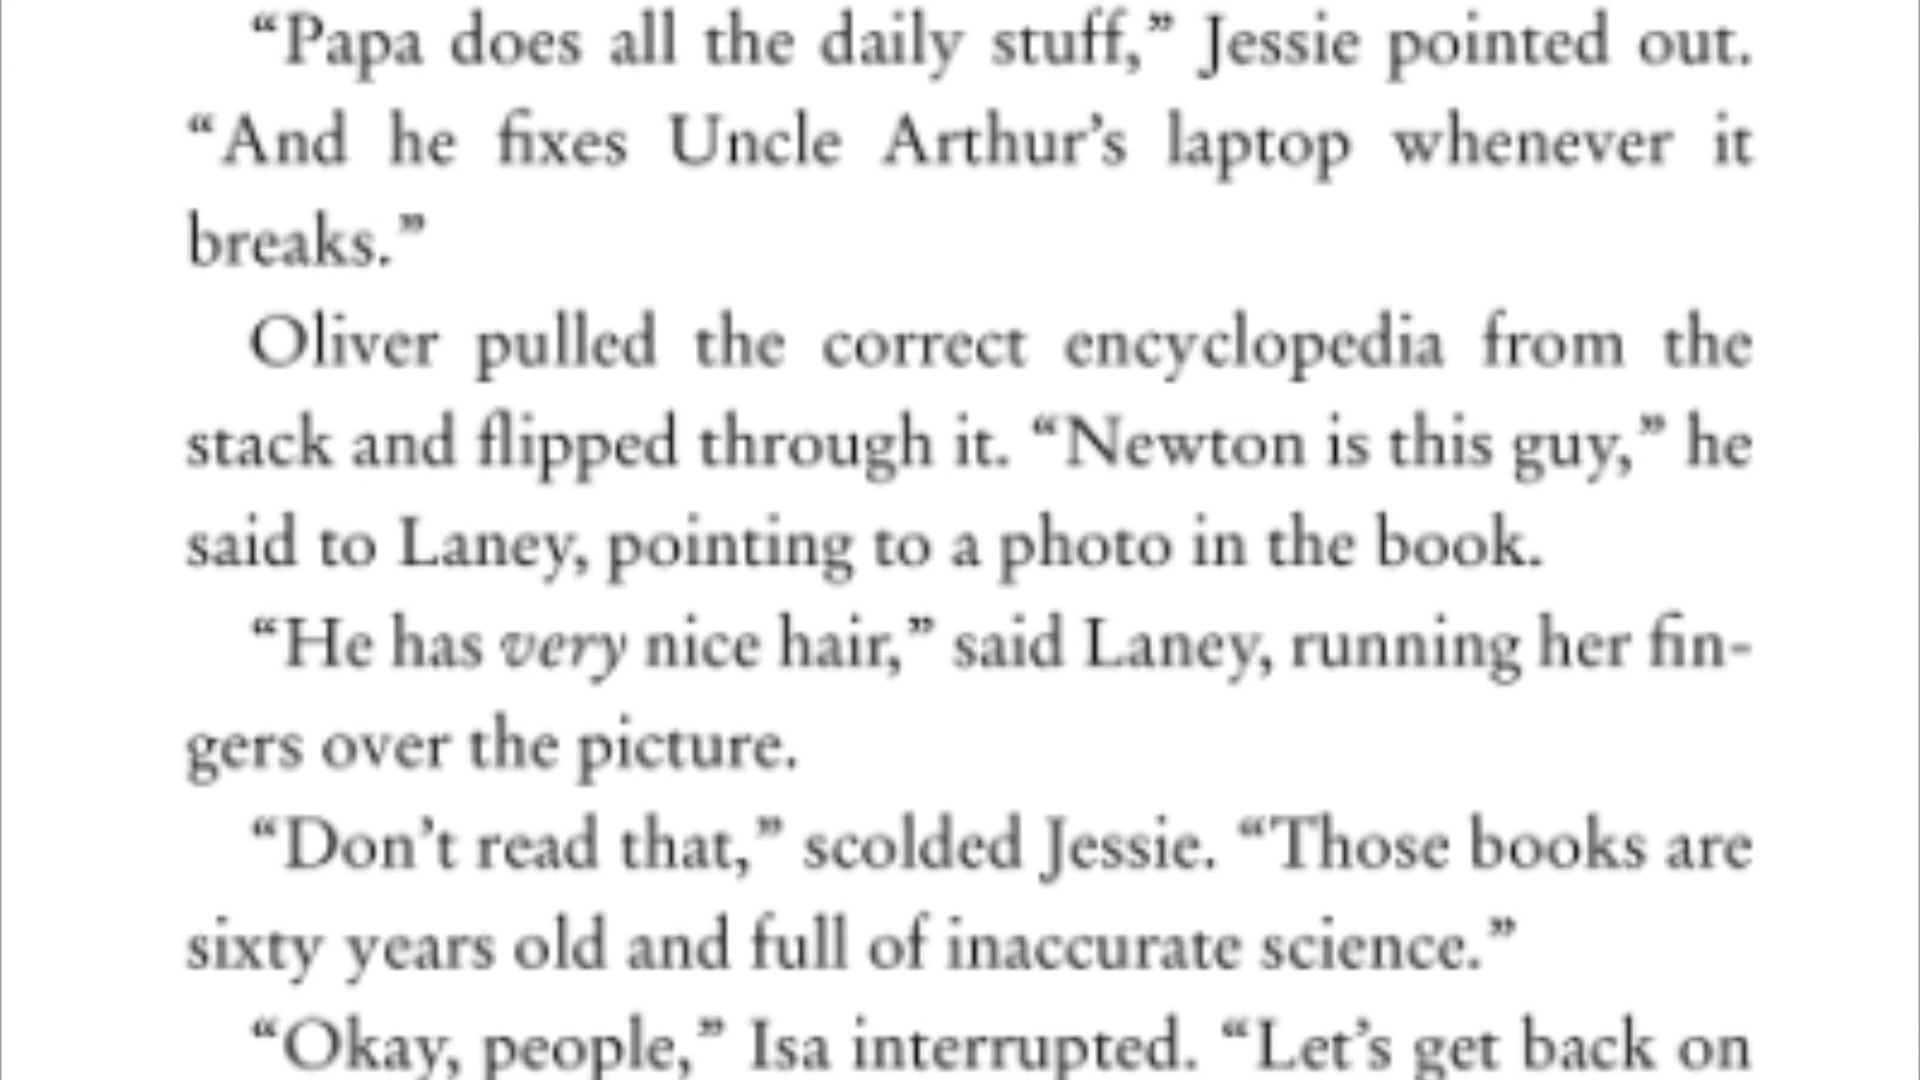 “Papa does all the daily stuff,” Jessie pointed out.
“And he fixes Uncle Arthur’s laptop whenever it
breaks.”
Oliver pulled the correct encyclopedia from the
stack and flipped through it. “Newton is this guy,” he
said to Laney, pointing to a photo in the book.
“He has very nice hair,” said Laney, running her fin-
gers over the picture.
“Don’t read that,” scolded Jessie. “Those books are
sixty years old and full of inaccurate science.”
“Okay, people,” Isa interrupted. “Let’s get back on